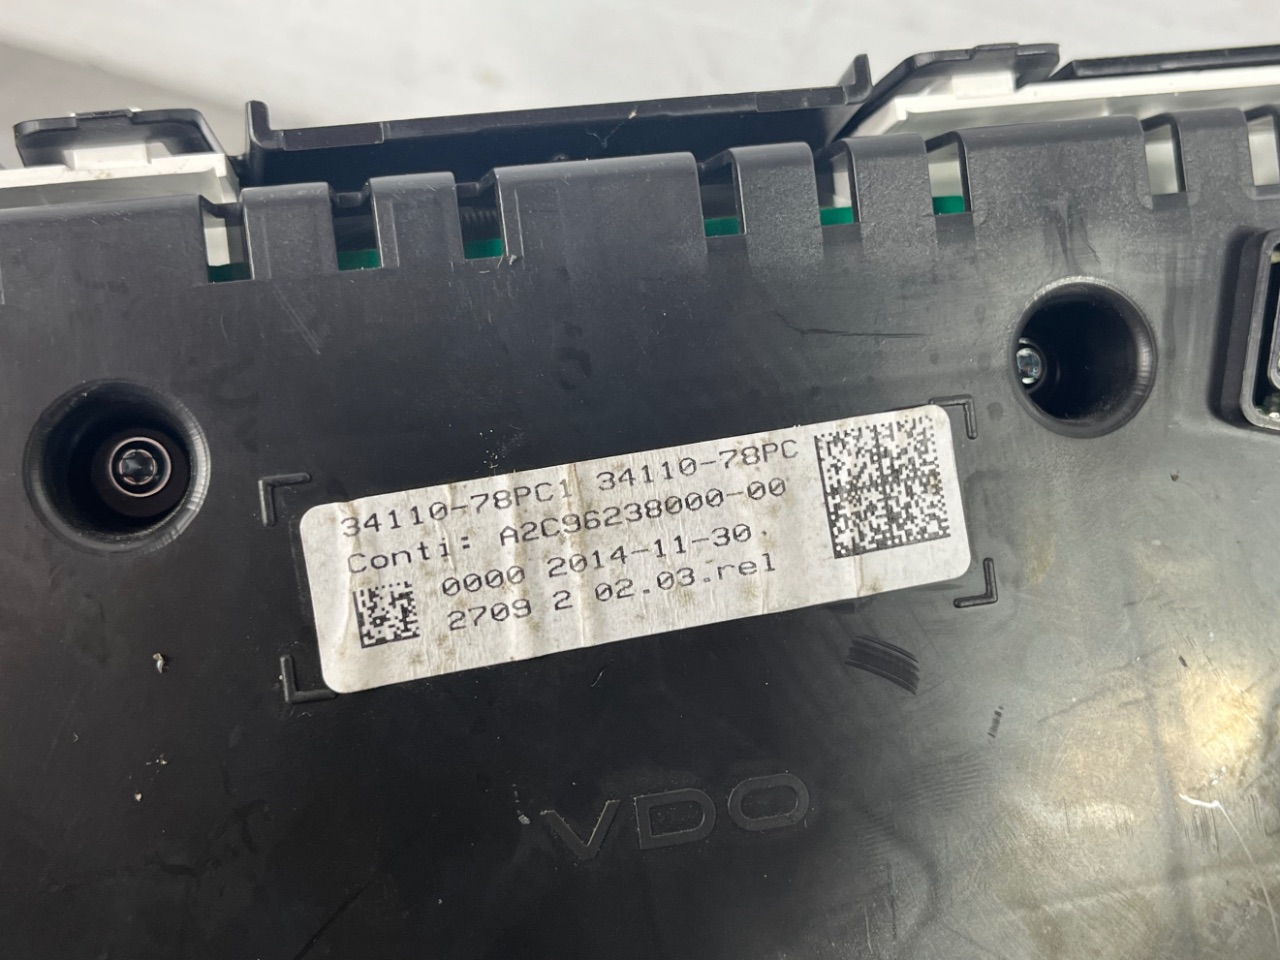 34110-78PC1 34110-78PC
Conti: A2C96238000-00
0000 2014-11-30.
2709 2 02.03.rel
VDO